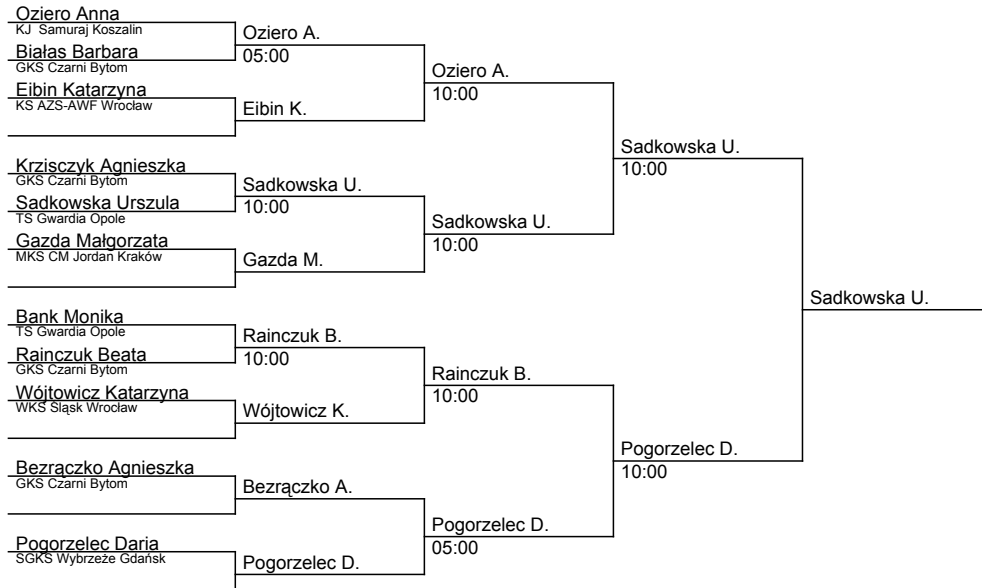 Oziero Anna
KJ Samuraj Koszalin
Białas Barbara
GKS Czarni Bytom
Eibin Katarzyna
KS AZS-AWF Wrocław
Krzisczyk Agnieszka
GKS Czarni Bytom
Sadkowska Urszula
TS Gwardia Opole
Gazda Małgorzata
MKS CM Jordan Kraków
Bank Monika
TS Gwardia Opole
Rainczuk Beata
GKS Czarni Bytom
Wójtowicz Katarzyna
WKS Śląsk Wrocław
Bezrączko Agnieszka
GKS Czarni Bytom
Pogorzelec Daria
SGKS Wybrzeże Gdańsk
Oziero A.
05:00
Eibin K.
Sadkowska U.
10:00
Gazda M.
Rainczuk B.
10:00
Wójtowicz K.
Bezrączko A.
Pogorzelec D.
Oziero A.
10:00
Sadkowska U.
10:00
Rainczuk B.
10:00
Pogorzelec D.
05:00
Sadkowska U.
10:00
Pogorzelec D.
10:00
Sadkowska U.